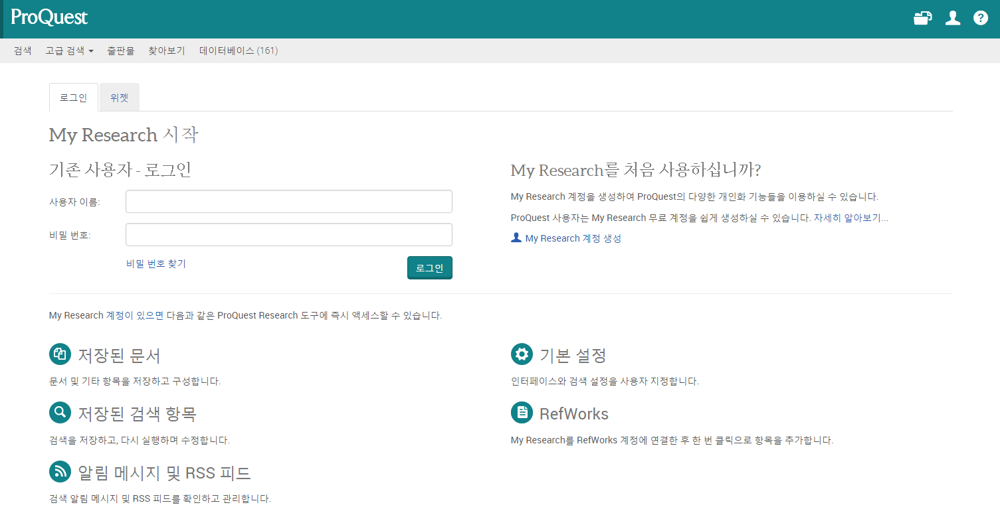 ProQuest
검색 고급 검색 출판물 찾아보기 데이터베이스 (161)
로그인 위젯
My Research 시작
기존 사용자 - 로그인
사용자 이름:
비밀 번호:
비밀 번호 찾기
로그인
My Research를 처음 사용하십니까?
My Research 계정을 생성하여 ProQuest의 다양한 개인화 기능들을 이용하실 수 있습니다.
ProQuest 사용자는 My Research 무료 계정을 쉽게 생성하실 수 있습니다. 자세히 알아보기...
My Research 계정 생성
My Research 계정이 있으면 다음과 같은 ProQuest Research 도구에 즉시 액세스할 수 있습니다.
저장된 문서
문서 및 기타 항목을 저장하고 구성합니다.
기본 설정
인터페이스와 검색 설정을 사용자 지정합니다.
저장된 검색 항목
검색을 저장하고, 다시 실행하며 수정합니다.
RefWorks
My Research를 RefWorks 계정에 연결한 후 한 번 클릭으로 항목을 추가합니다.
알림 메시지 및 RSS 피드
검색 알림 메시지 및 RSS 피드를 확인하고 관리합니다.